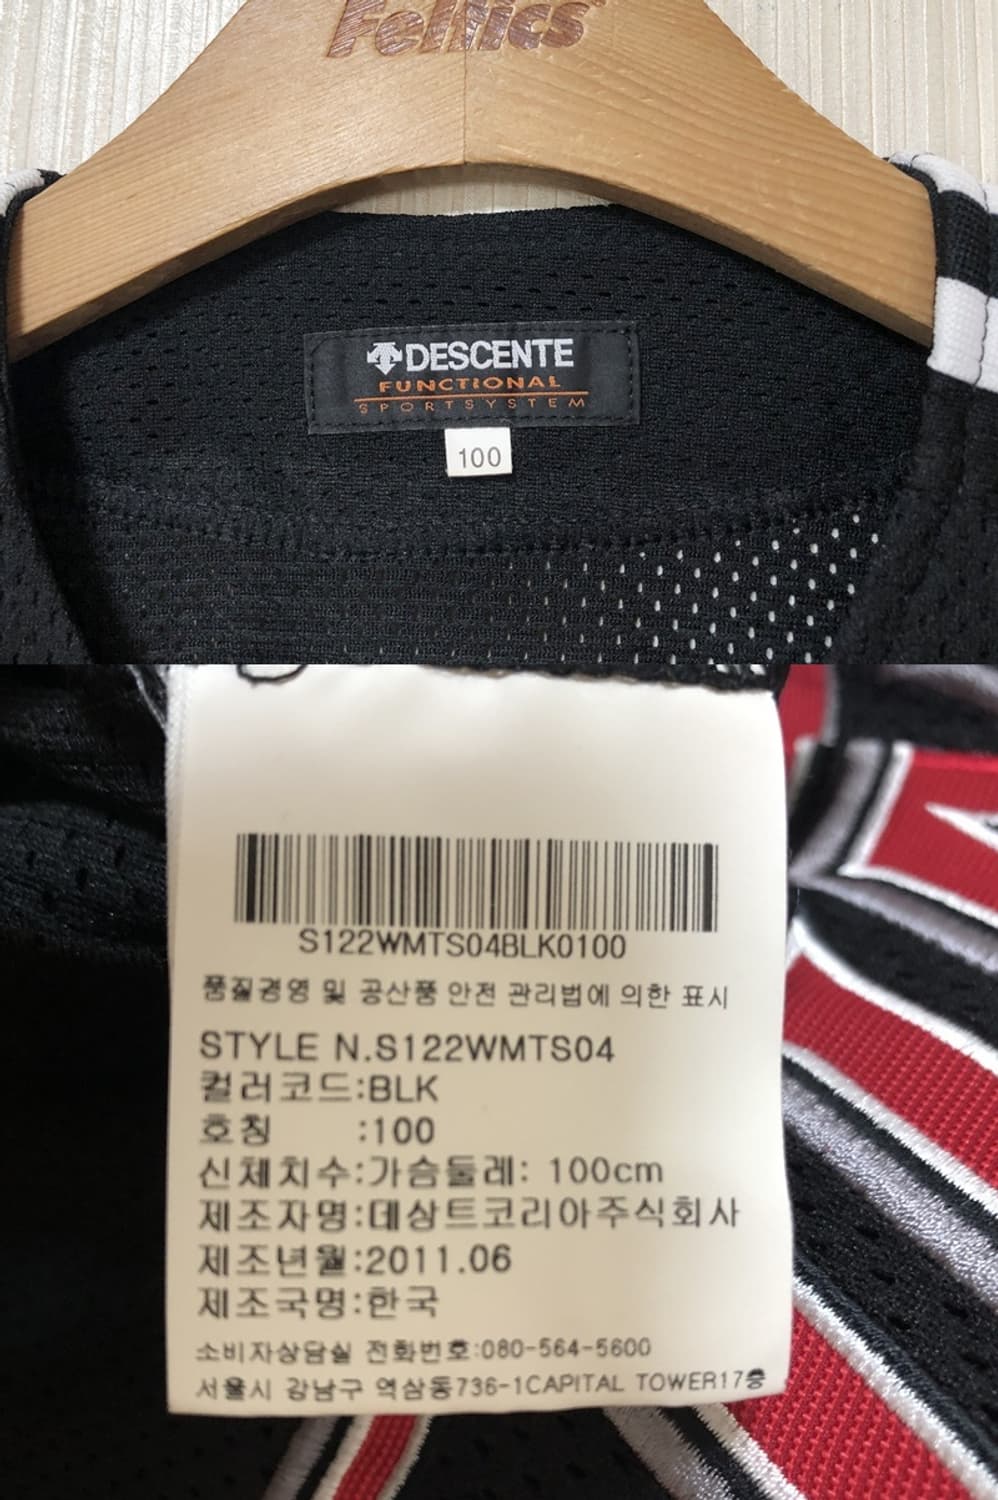 Feltics
DESCENTE
FUNCTIONAL
SPORTSYSTEM
100
S122WMTS04BLK0100
품질경영 및 공산품 안전 관리법에 의한 표시
STYLE N.S122WMTS04
컬러코드:BLK
호칭 :100
신체치수:가슴둘레: 100cm
제조자명:데상트코리아주식회사
제조년월:2011.06
제조국명:한국
소비자상담실 전화번호:080-564-5600
서울시 강남구 역삼동736-1CAPITAL TOWER17층